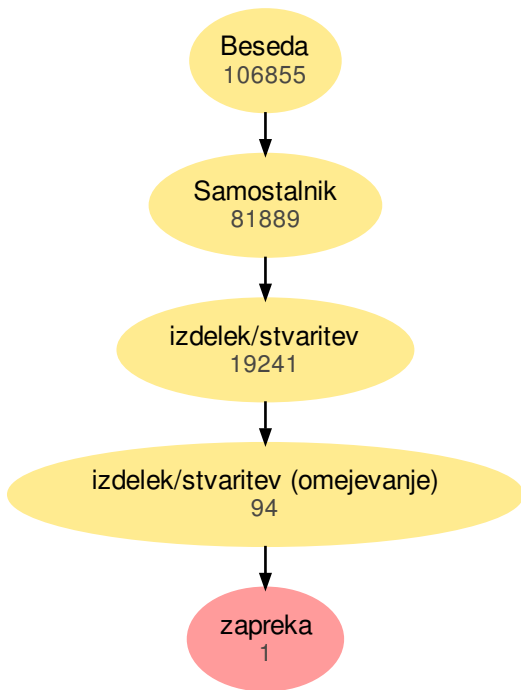 Beseda
106855
Samostalnik
81889
izdelek/stvaritev
19241
izdelek/stvaritev (omejevanje)
94
zapreka
1